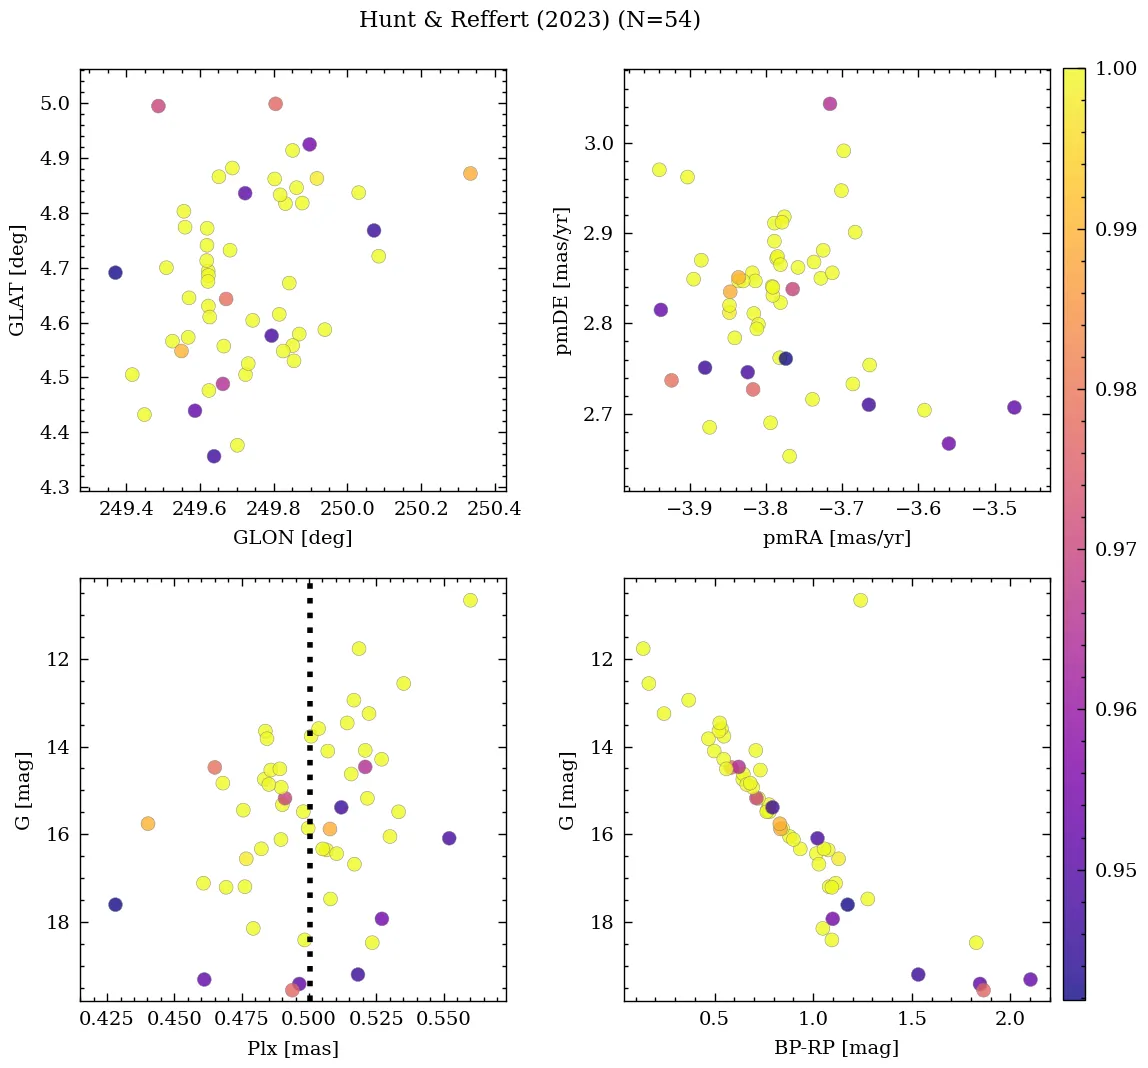 Hunt & Reffert (2023) (N=54)
5.0
4.9
4.8
4.7
4.6
4.5
4.4
4.3
GLAT [deg]
249.4 249.6 249.8 250.0 250.2 250.4
GLON [deg]
3.0
2.9
2.8
2.7
pmDE [mas/yr]
−3.9 −3.8 −3.7 −3.6 −3.5
pmRA [mas/yr]
12
14
16
18
G [mag]
0.425 0.450 0.475 0.500 0.525 0.550
Plx [mas]
12
14
16
18
G [mag]
0.5 1.0 1.5 2.0
BP-RP [mag]
1.00
0.99
0.98
0.97
0.96
0.95